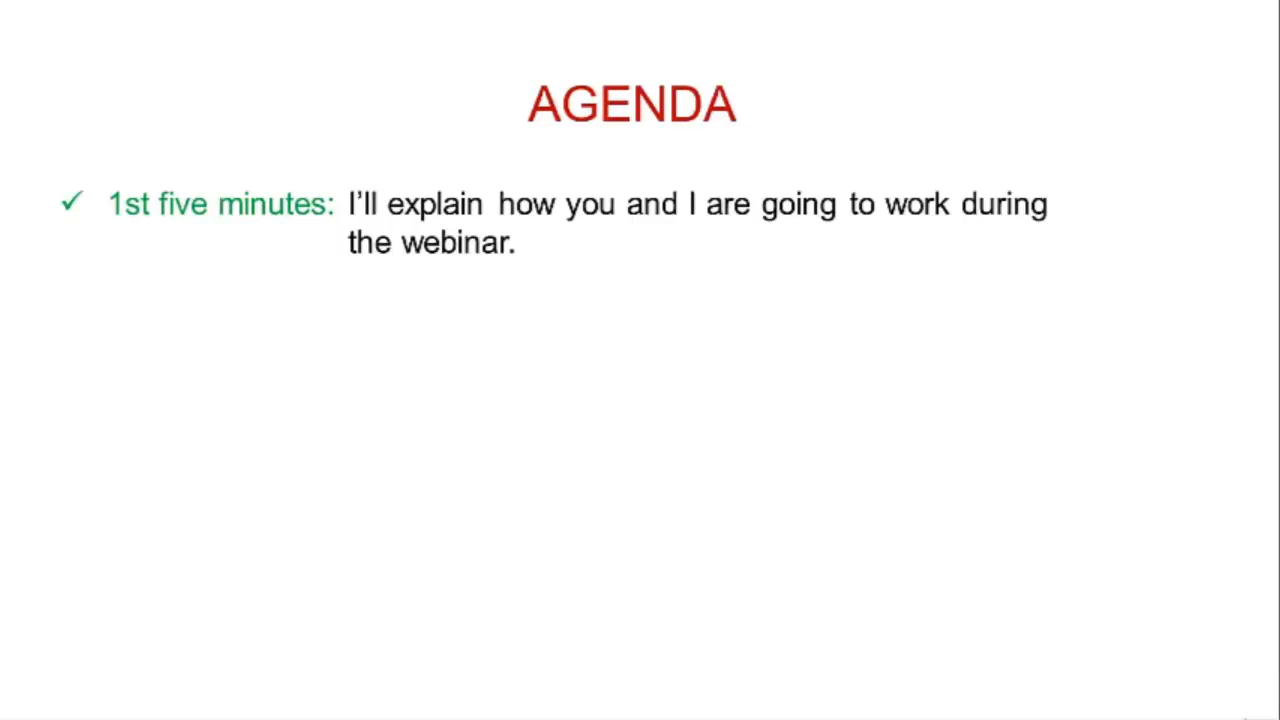 AGENDA
✓ 1st five minutes: I’ll explain how you and I are going to work during
the webinar.